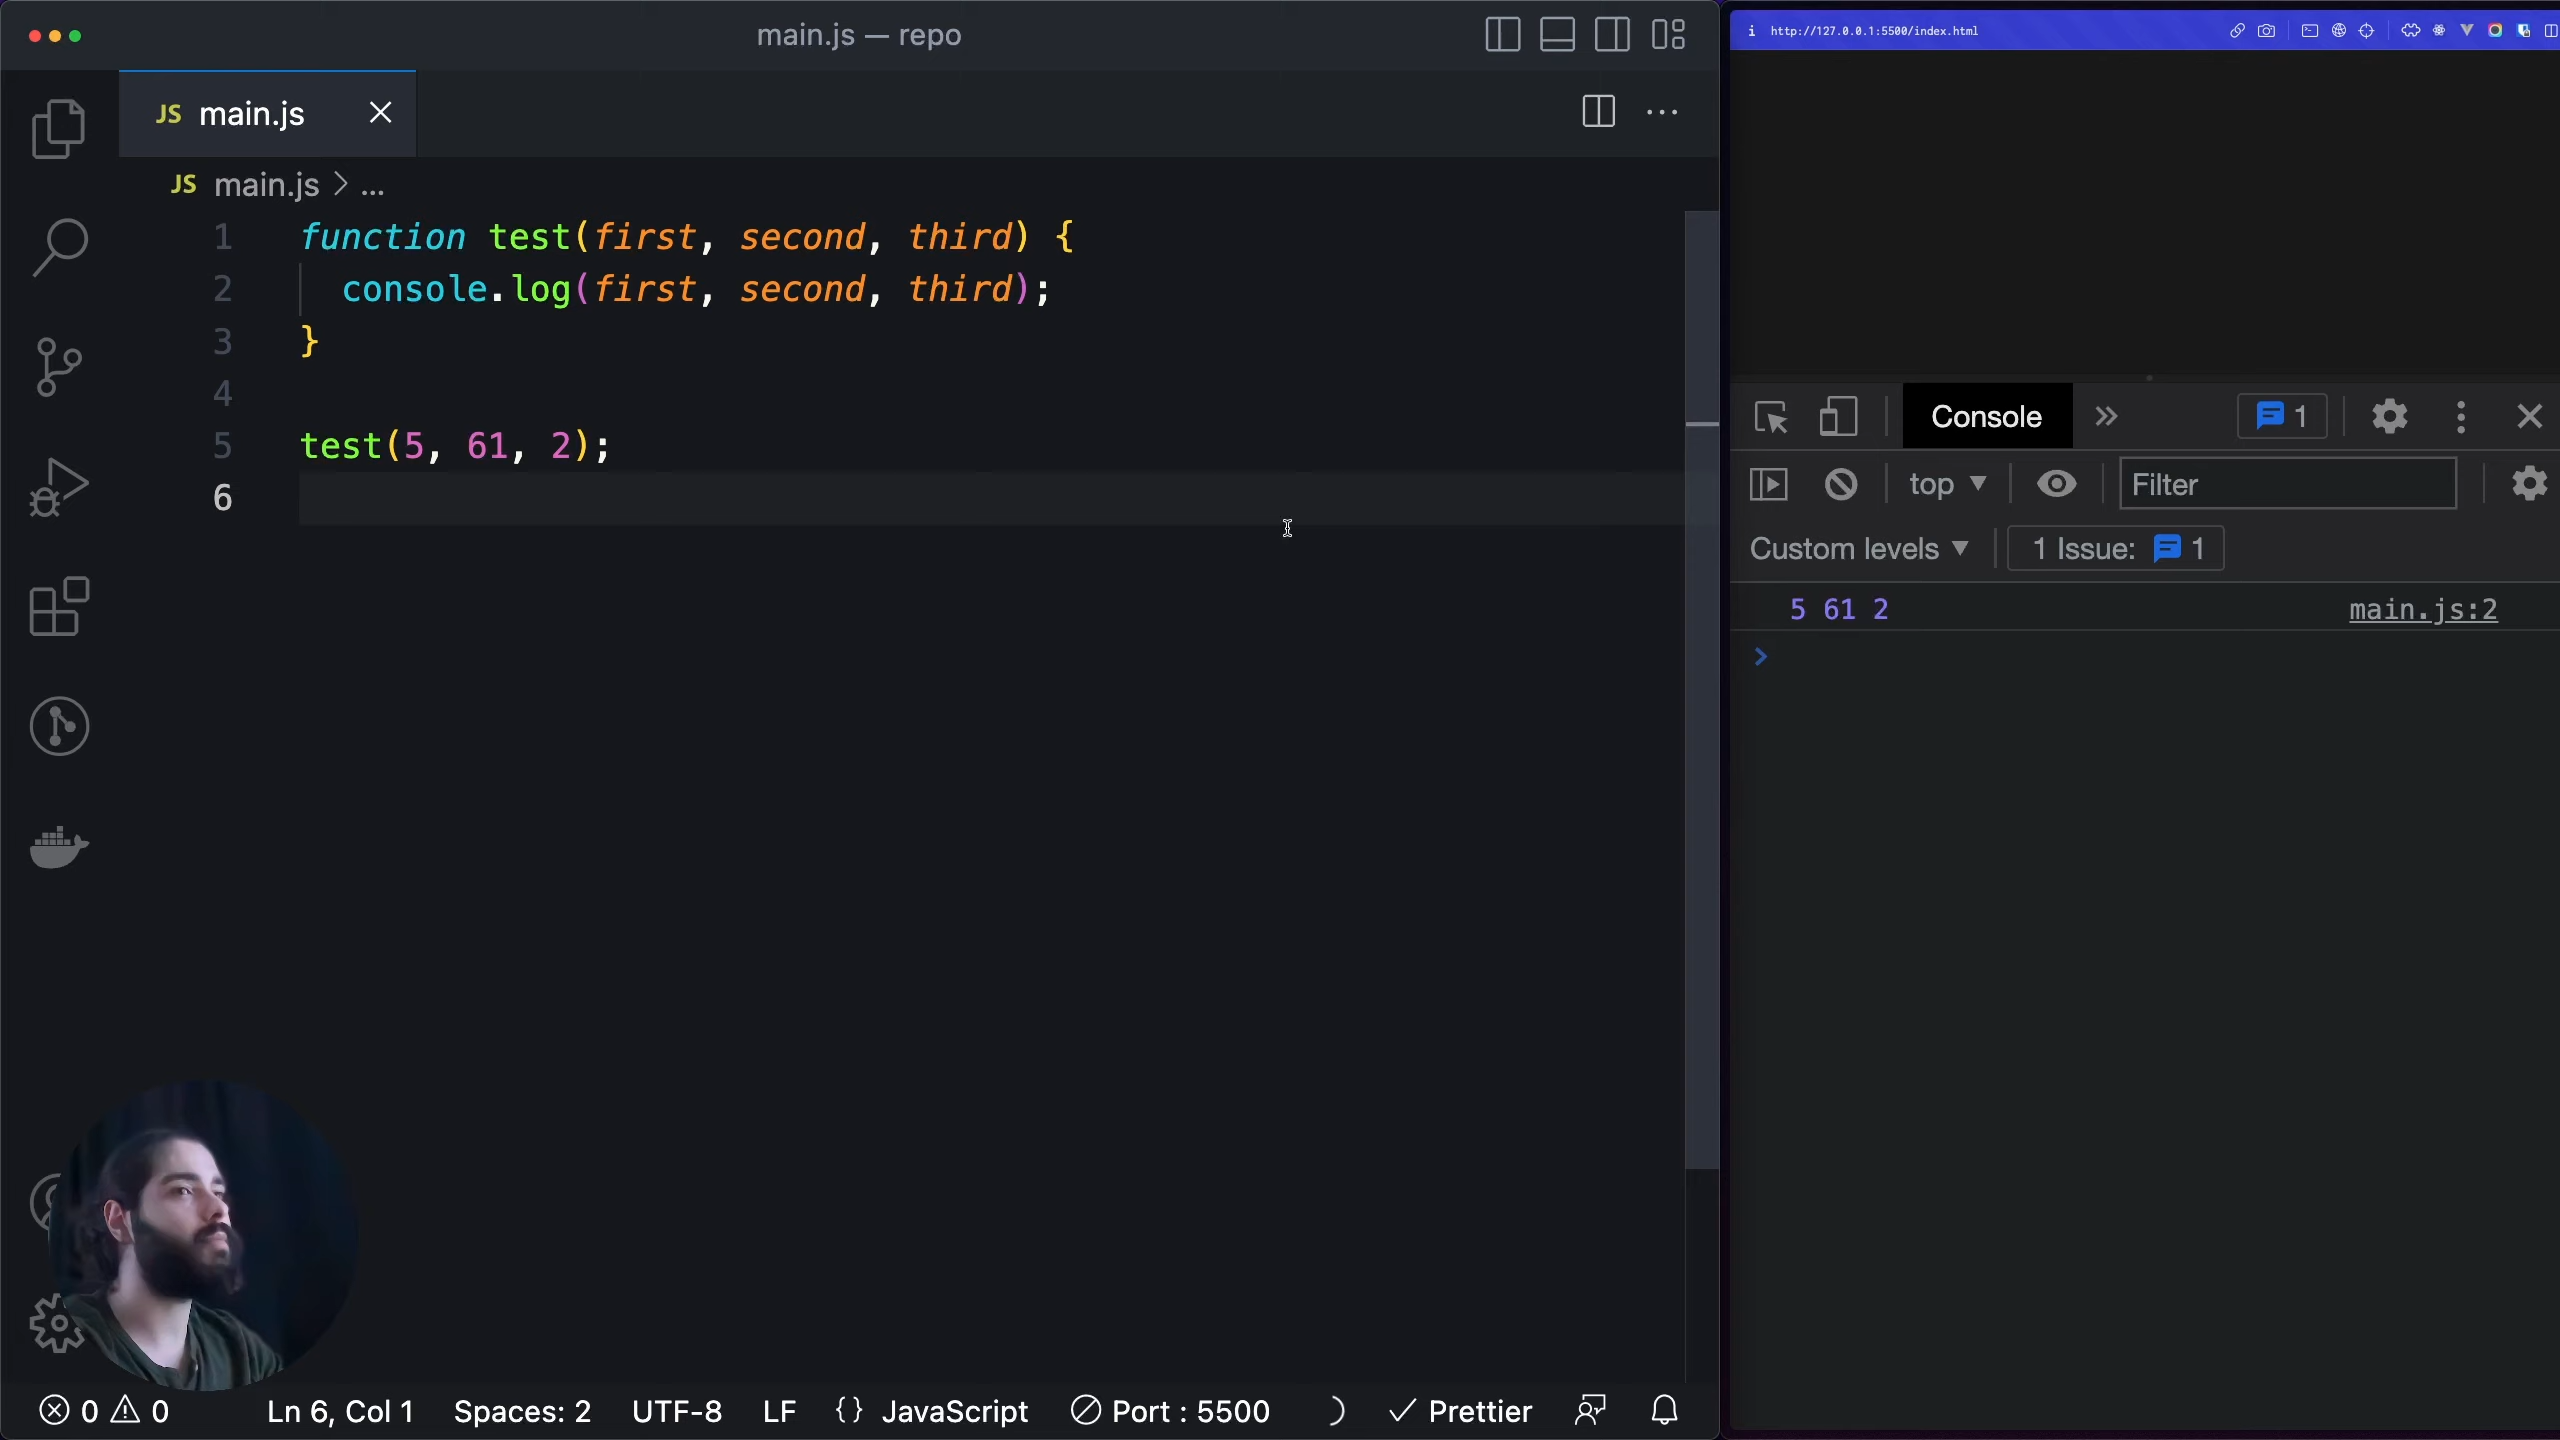 main.js — repo
JS main.js
JS main.js > ...
1 function test(first, second, third) {
2 console.log(first, second, third);
3 }
4
5 test(5, 61, 2);
6
0 0 Ln 6, Col 1 Spaces: 2 UTF-8 LF {} JavaScript Port : 5500 Prettier
http://127.0.0.1:5500/index.html
Console 1
top Filter
Custom levels 1 Issue: 1
5 61 2 main.js:2